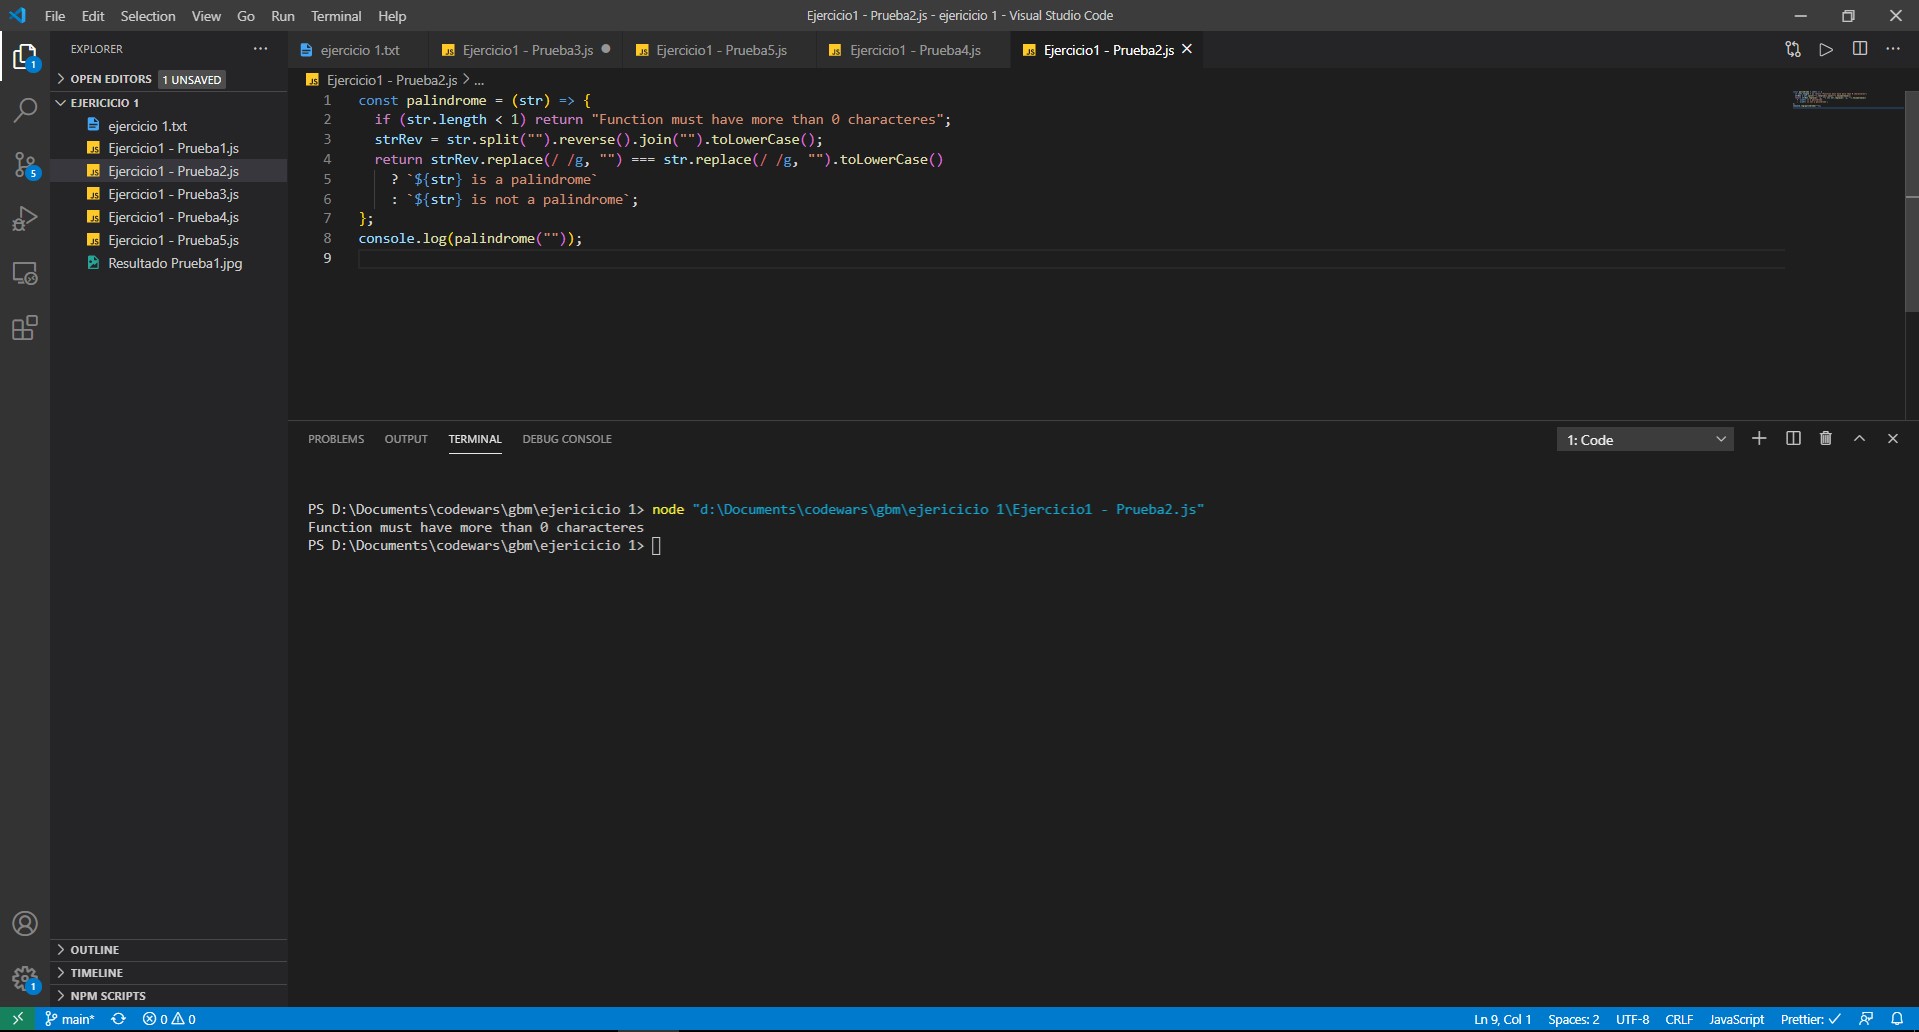 File Edit Selection View Go Run Terminal Help
Ejercicio1 - Prueba2.js - ejericicio 1 - Visual Studio Code
EXPLORER
ejercicio 1.txt
Ejercicio1 - Prueba3.js
Ejercicio1 - Prueba5.js
Ejercicio1 - Prueba4.js
Ejercicio1 - Prueba2.js
OPEN EDITORS 1 UNSAVED
EJERICICIO 1
ejercicio 1.txt
Ejercicio1 - Prueba1.js
Ejercicio1 - Prueba2.js
Ejercicio1 - Prueba3.js
Ejercicio1 - Prueba4.js
Ejercicio1 - Prueba5.js
Resultado Prueba1.jpg
OUTLINE
TIMELINE
NPM SCRIPTS
1
5
1
Ejercicio1 - Prueba2.js > ...
1 const palindrome = (str) => {
2 if (str.length < 1) return "Function must have more than 0 characteres";
3 strRev = str.split("").reverse().join("").toLowerCase();
4 return strRev.replace(/ /g, "") === str.replace(/ /g, "").toLowerCase()
5 ? `${str} is a palindrome`
6 : `${str} is not a palindrome`;
7 };
8 console.log(palindrome(""));
9
PROBLEMS OUTPUT TERMINAL DEBUG CONSOLE
1: Code
PS D:\Documents\codewars\gbm\ejericicio 1> node "d:\Documents\codewars\gbm\ejericicio 1\Ejercicio1 - Prueba2.js"
Function must have more than 0 characteres
PS D:\Documents\codewars\gbm\ejericicio 1>
main* 0 0
Ln 9, Col 1 Spaces: 2 UTF-8 CRLF JavaScript Prettier: ✓